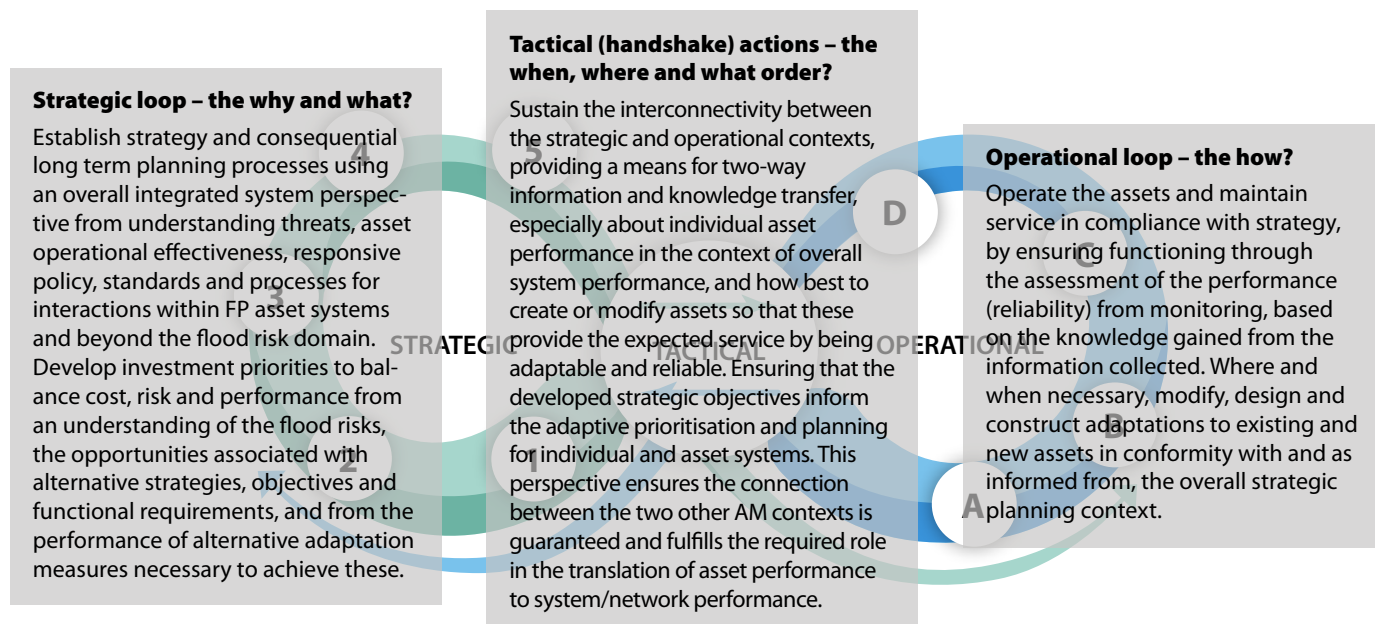 Strategic loop – the why and what?
Establish strategy and consequential
long term planning processes using
an overall integrated system perspec-
tive from understanding threats, asset
operational effectiveness, responsive
policy, standards and processes for
interactions within FP asset systems
and beyond the flood risk domain.
Develop investment priorities to bal-
ance cost, risk and performance from
an understanding of the flood risks,
the opportunities associated with
alternative strategies, objectives and
functional requirements, and from the
performance of alternative adaptation
measures necessary to achieve these.
Tactical (handshake) actions – the
when, where and what order?
Sustain the interconnectivity between
the strategic and operational contexts,
providing a means for two-way
information and knowledge transfer,
especially about individual asset
performance in the context of overall
system performance, and how best to
create or modify assets so that these
provide the expected service by being
adaptable and reliable. Ensuring that the
developed strategic objectives inform
the adaptive prioritisation and planning
for individual and asset systems. This
perspective ensures the connection
between the two other AM contexts is
guaranteed and fulfills the required role
in the translation of asset performance
to system/network performance.
Operational loop – the how?
Operate the assets and maintain
service in compliance with strategy,
by ensuring functioning through
the assessment of the performance
(reliability) from monitoring, based
on the knowledge gained from the
information collected. Where and
when necessary, modify, design and
construct adaptations to existing and
new assets in conformity with and as
informed from, the overall strategic
planning context.
STRATEGIC
TACTICAL
OPERATIONAL
1
2
3
4
5
A
B
C
D